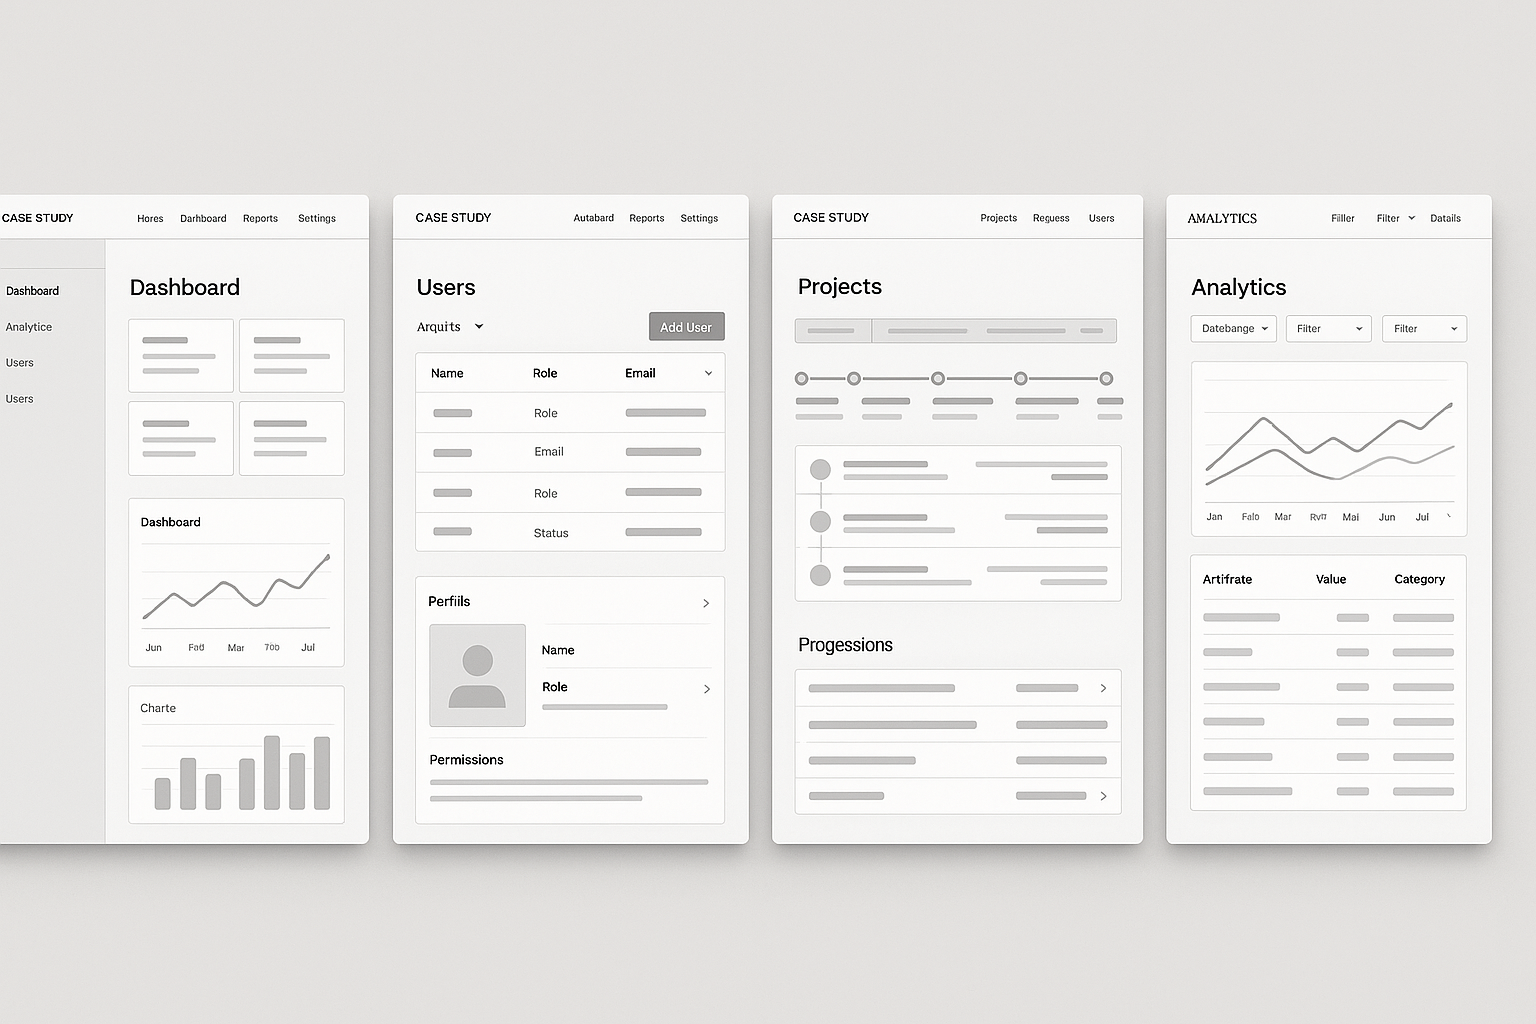 CASE STUDY
Hores Darhboard Reports Settings
Dashboard
Analytice
Users
Users
Dashboard
Dashboard
Jun Fad Mar 70o Jul
Charte
CASE STUDY
Autabard Reports Settings
Users
Arquits
Add User
Name Role Email
Role
Email
Role
Status
Perfiils
Name
Role
Permissions
CASE STUDY
Projects Reguess Users
Projects
Progessions
AMALYTICS
Fiiller Filter Datails
Analytics
Datebange Filter Filter
Jan Falo Mar Mai Jun Jul
Artifrate Value Category